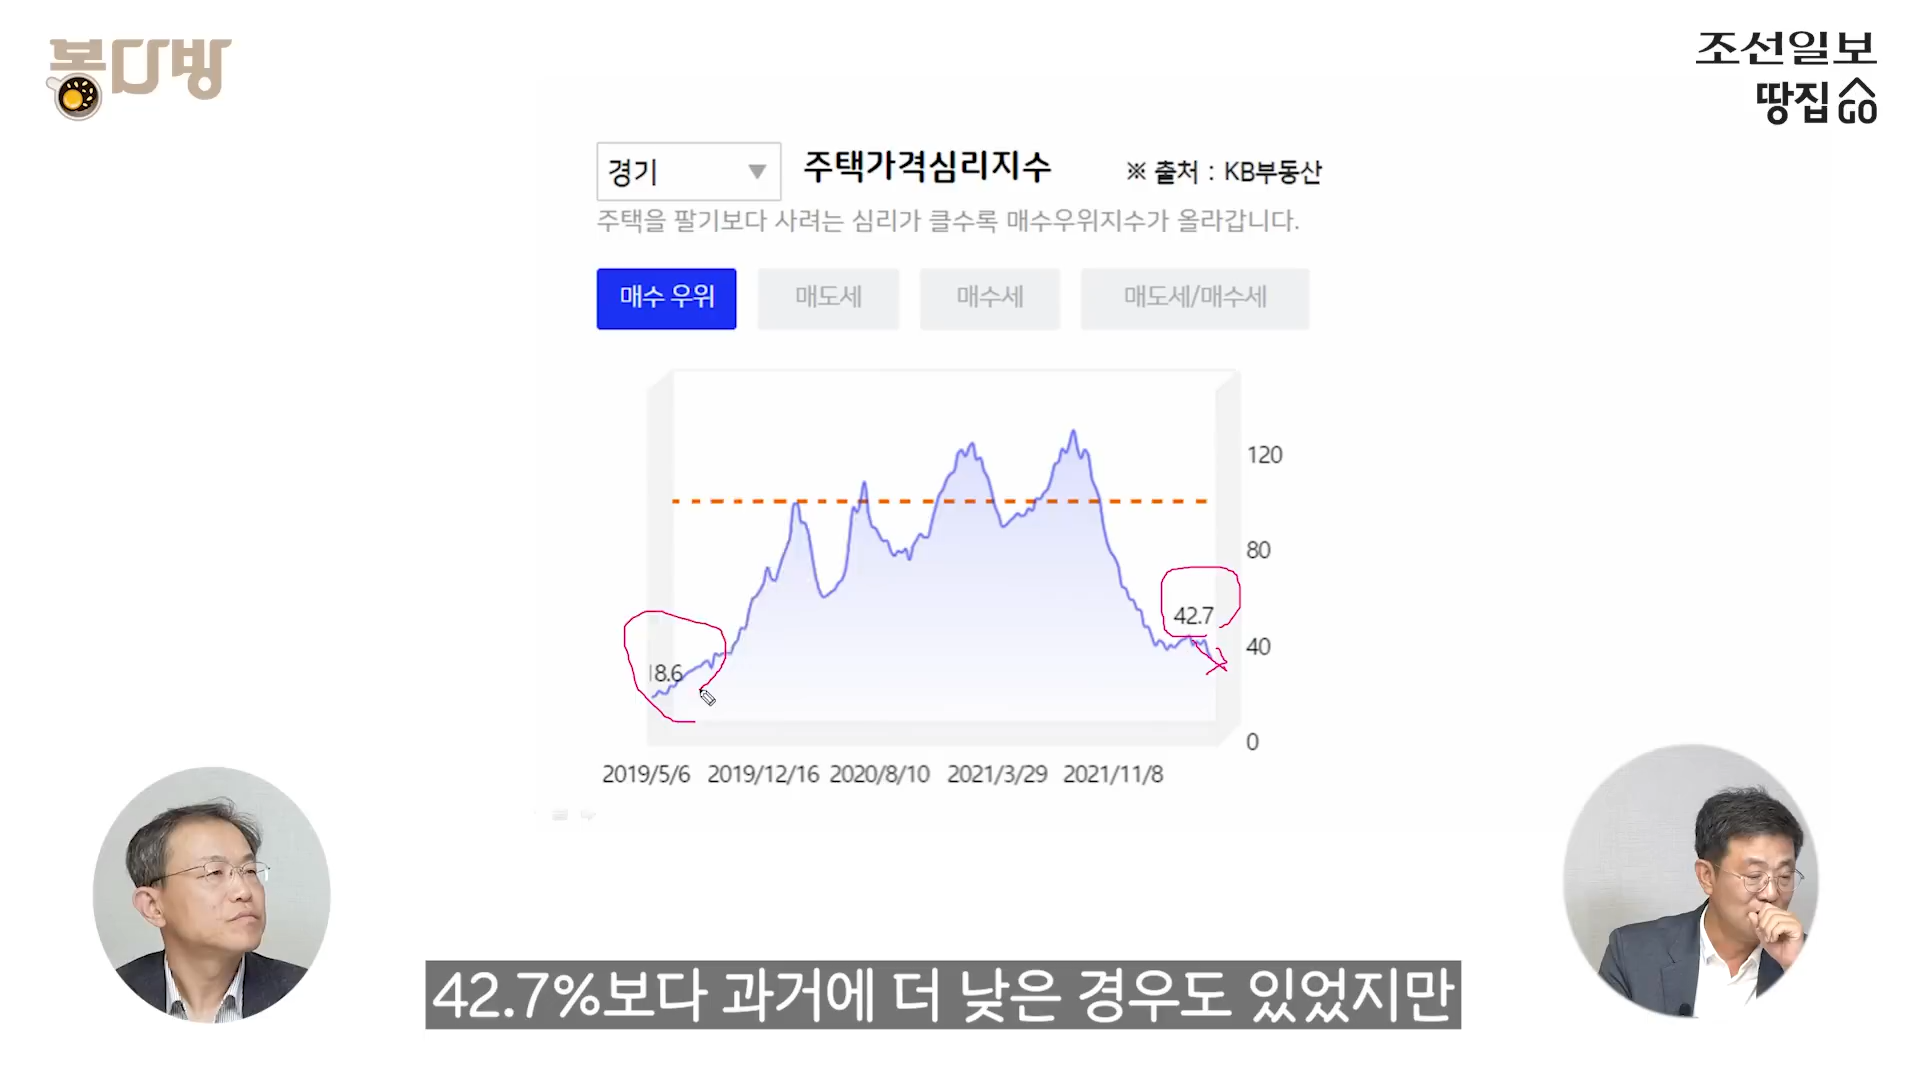 봉다방
조선일보
땅집GO
경기
주택가격심리지수
※ 출처 : KB부동산
주택을 팔기보다 사려는 심리가 클수록 매수우위지수가 올라갑니다.
매수 우위
매도세
매수세
매도세/매수세
120
80
42.7
40
18.6
0
2019/5/6
2019/12/16
2020/8/10
2021/3/29
2021/11/8
42.7%보다 과거에 더 낮은 경우도 있었지만